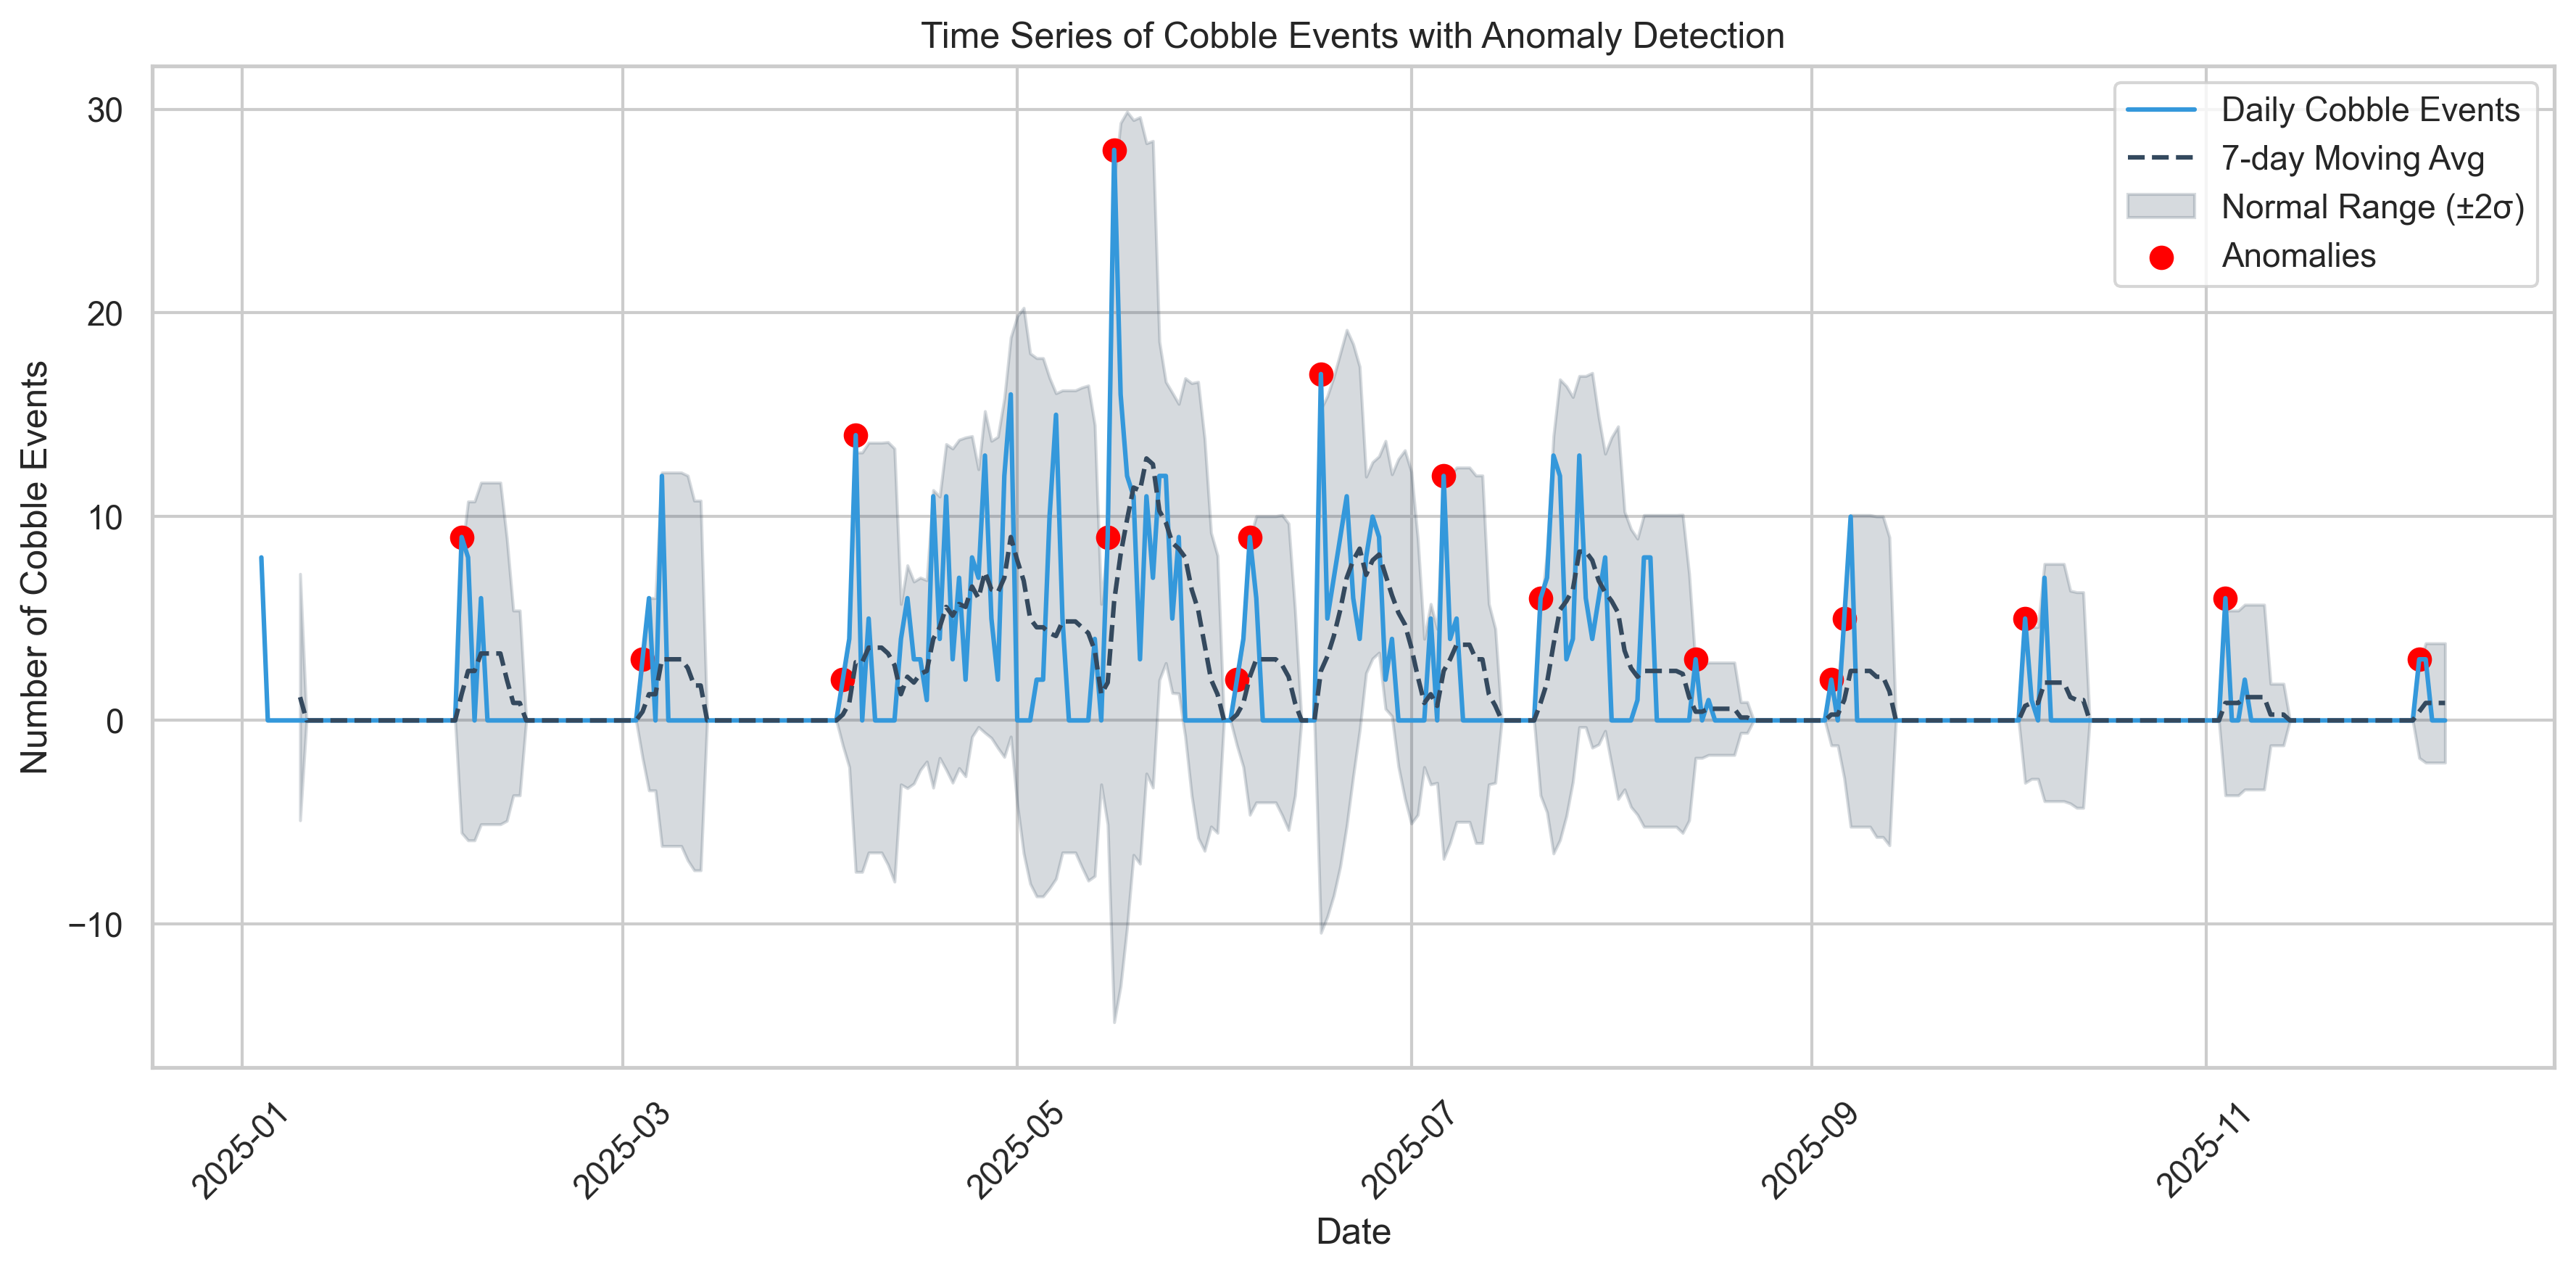 Time Series of Cobble Events with Anomaly Detection
Daily Cobble Events
7-day Moving Avg
Normal Range (±2σ)
Anomalies
Number of Cobble Events
30
20
10
0
−10
2025-01
2025-03
2025-05
2025-07
2025-09
2025-11
Date